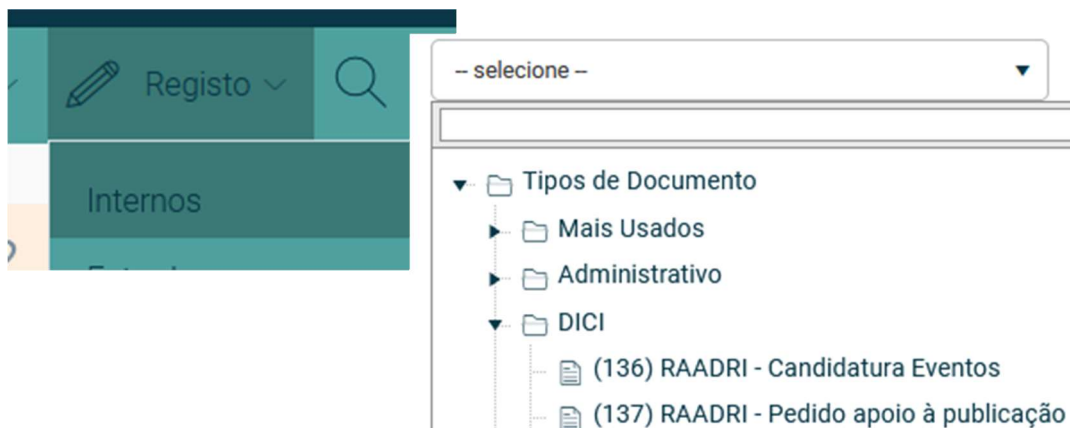 Registo
Internos
-- selecione --
Tipos de Documento
Mais Usados
Administrativo
DICI
(136) RAADRI - Candidatura Eventos
(137) RAADRI - Pedido apoio à publicação